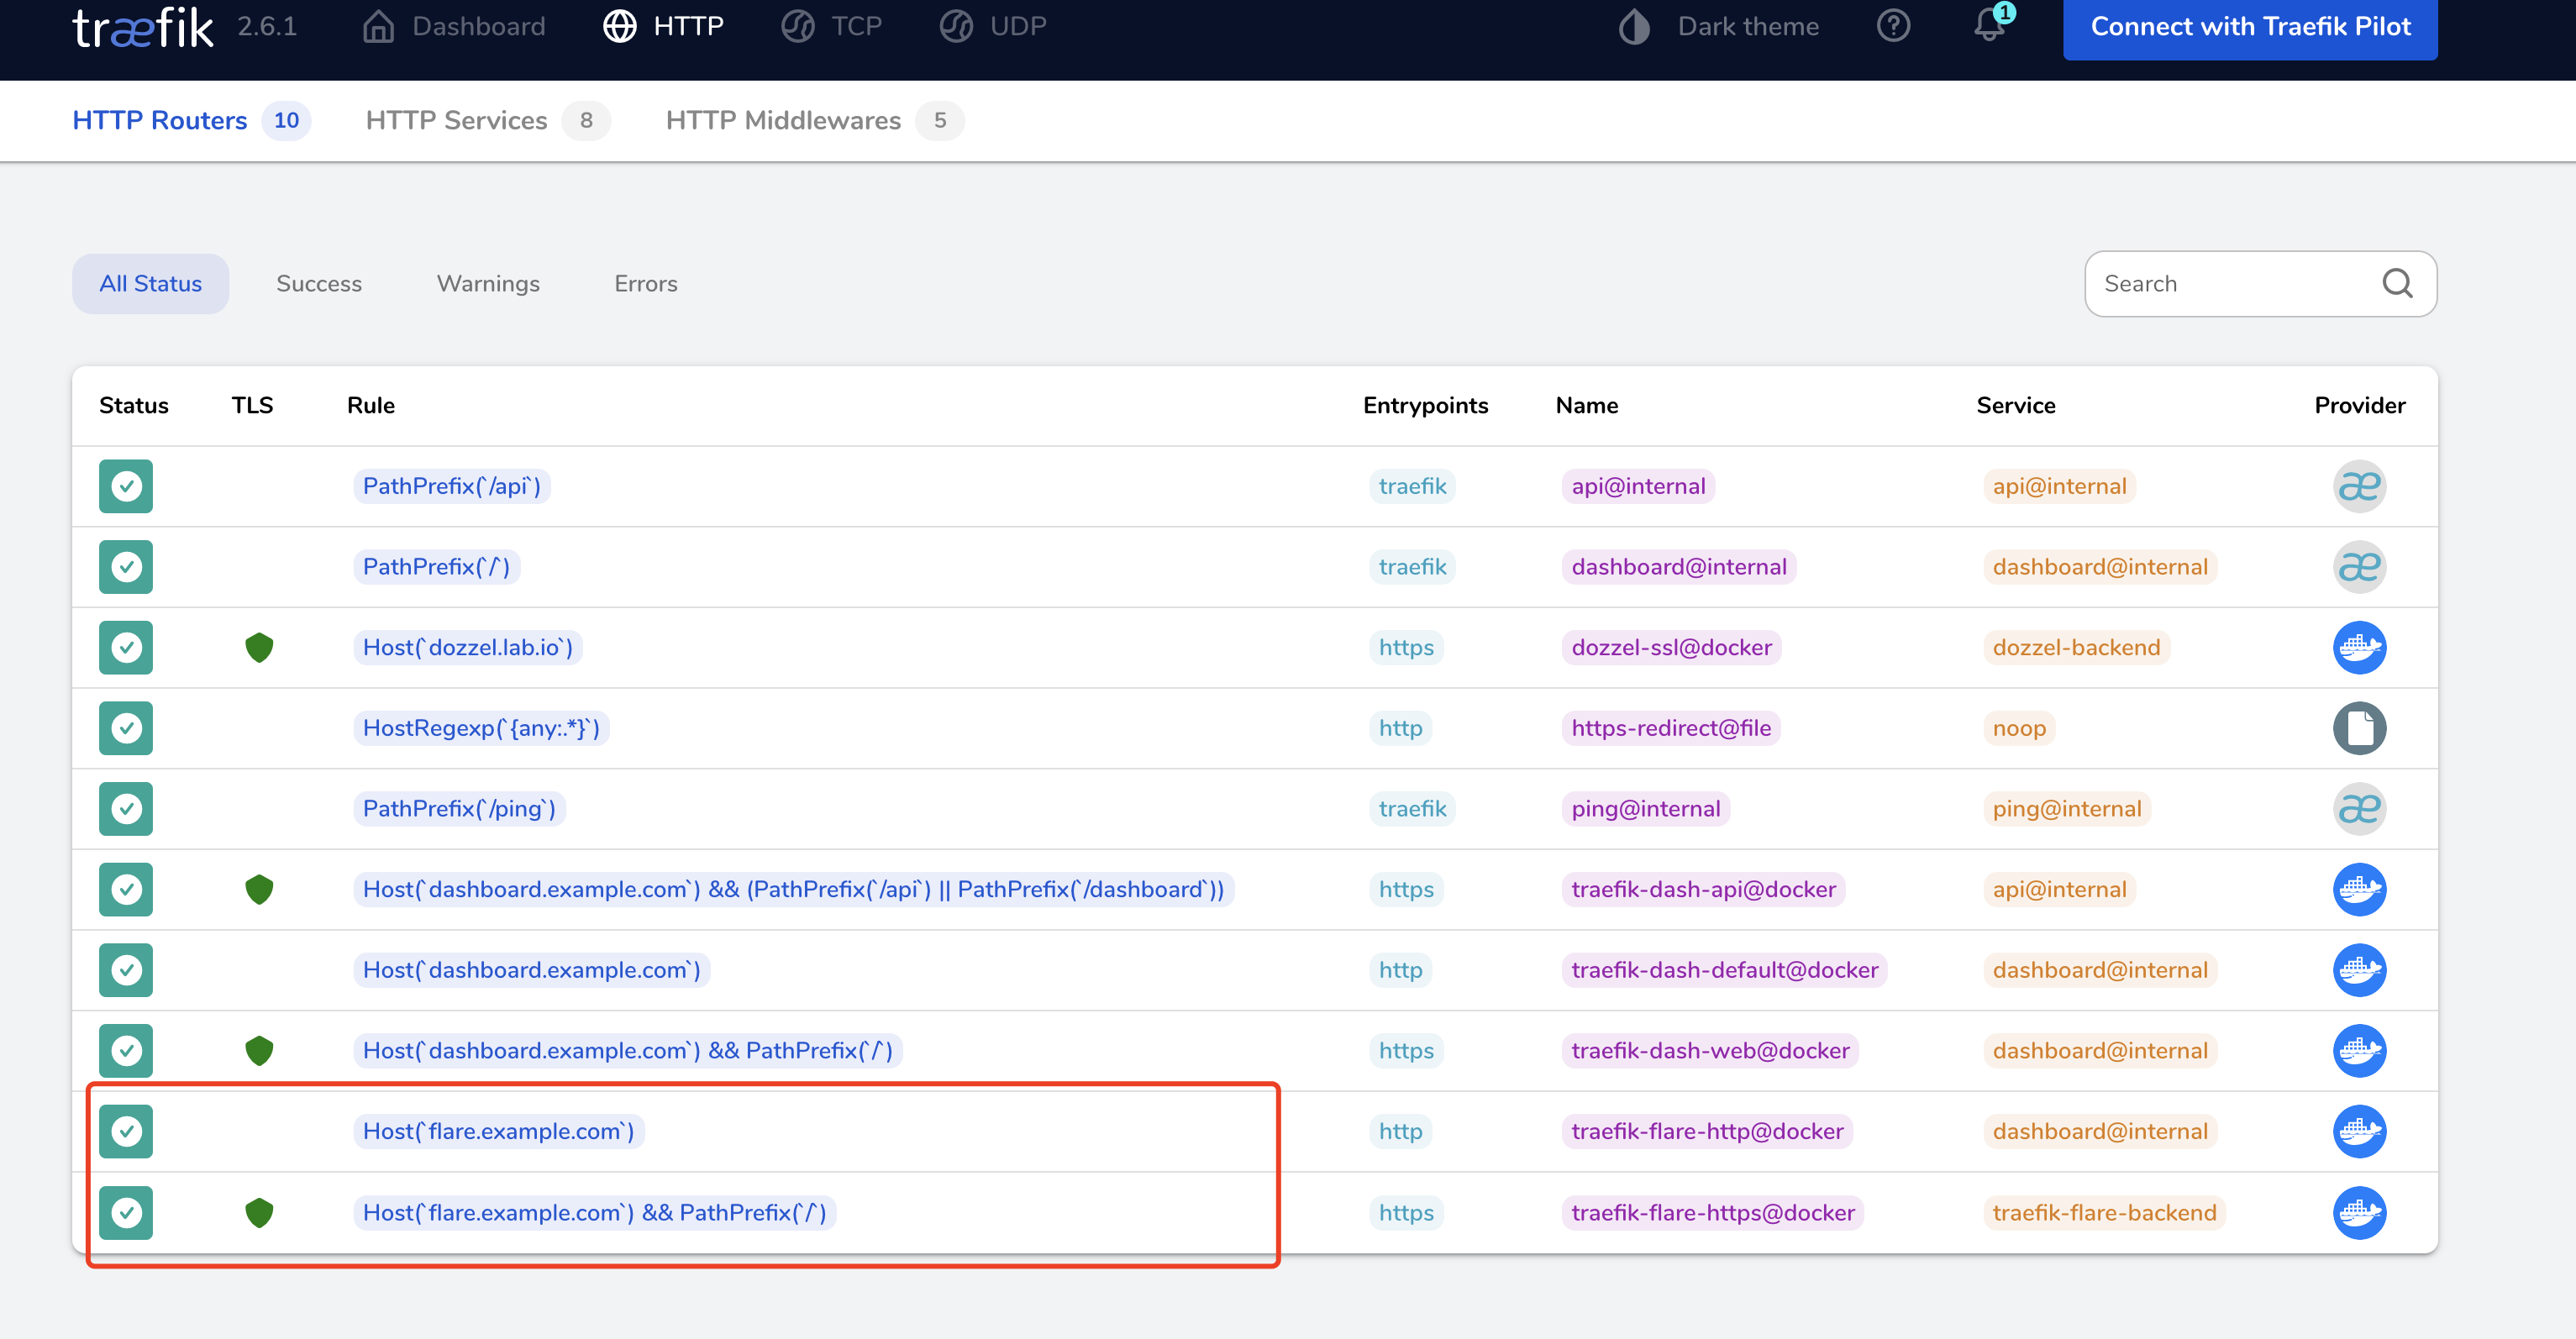 træfik 2.6.1 Dashboard HTTP TCP UDP Dark theme 1 Connect with Traefik Pilot
HTTP Routers 10 HTTP Services 8 HTTP Middlewares 5
All Status Success Warnings Errors Search
Status TLS Rule Entrypoints Name Service Provider
PathPrefix(`/api`) traefik api@internal api@internal æ
PathPrefix(`/`) traefik dashboard@internal dashboard@internal æ
Host(`dozzel.lab.io`) https dozzel-ssl@docker dozzel-backend
HostRegexp(`{any:.*}`) http https-redirect@file noop
PathPrefix(`/ping`) traefik ping@internal ping@internal æ
Host(`dashboard.example.com`) && (PathPrefix(`/api`) || PathPrefix(`/dashboard`)) https traefik-dash-api@docker api@internal
Host(`dashboard.example.com`) http traefik-dash-default@docker dashboard@internal
Host(`dashboard.example.com`) && PathPrefix(`/`) https traefik-dash-web@docker dashboard@internal
Host(`flare.example.com`) http traefik-flare-http@docker dashboard@internal
Host(`flare.example.com`) && PathPrefix(`/`) https traefik-flare-https@docker traefik-flare-backend